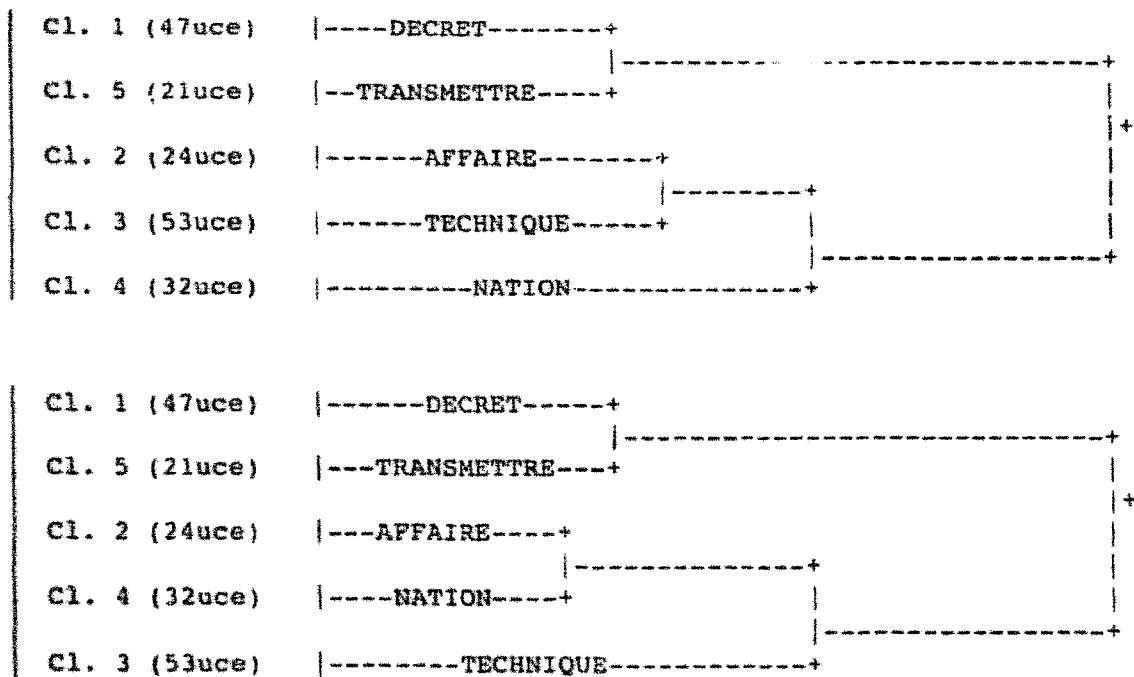 Cl. 1 (47uce) |----DECRET-------+
|-----------------------------+
Cl. 5 (21uce) |--TRANSMETTRE----+
|+
Cl. 2 (24uce) |------AFFAIRE-------+
|--------+
Cl. 3 (53uce) |------TECHNIQUE-----+
|-----------------+
Cl. 4 (32uce) |---------NATION--------------+
Cl. 1 (47uce) |------DECRET-----+
|-----------------------------+
Cl. 5 (21uce) |---TRANSMETTRE---+
|+
Cl. 2 (24uce) |---AFFAIRE----+
|--------------+
Cl. 4 (32uce) |----NATION----+
|-----------------+
Cl. 3 (53uce) |--------TECHNIQUE------------+